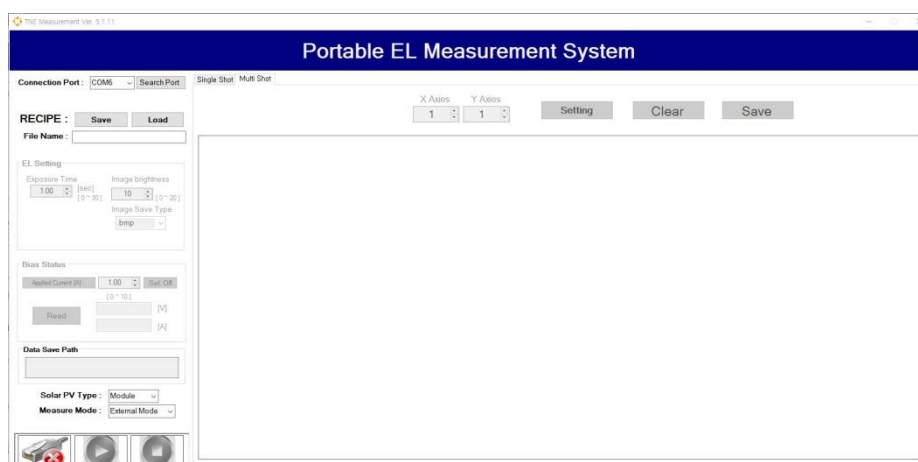 TNE Measurement Ver. 5.1.11
Portable EL Measurement System
Connection Port : COM6 Search Port
RECIPE : Save Load
File Name :
EL Setting
Exposure Time Image brightness
1.00 [sec] [ 0 ~ 30 ] 10 [ 0 ~ 20 ]
Image Save Type
bmp
Bias Status
Applied Current [A] : 1.00 Set Off
[ 0 ~ 10 ]
Read [V]
[A]
Data Save Path
Solar PV Type : Module
Measure Mode : External Mode
Single Shot Multi Shot
X Axios Y Axios
1 1 Setting Clear Save